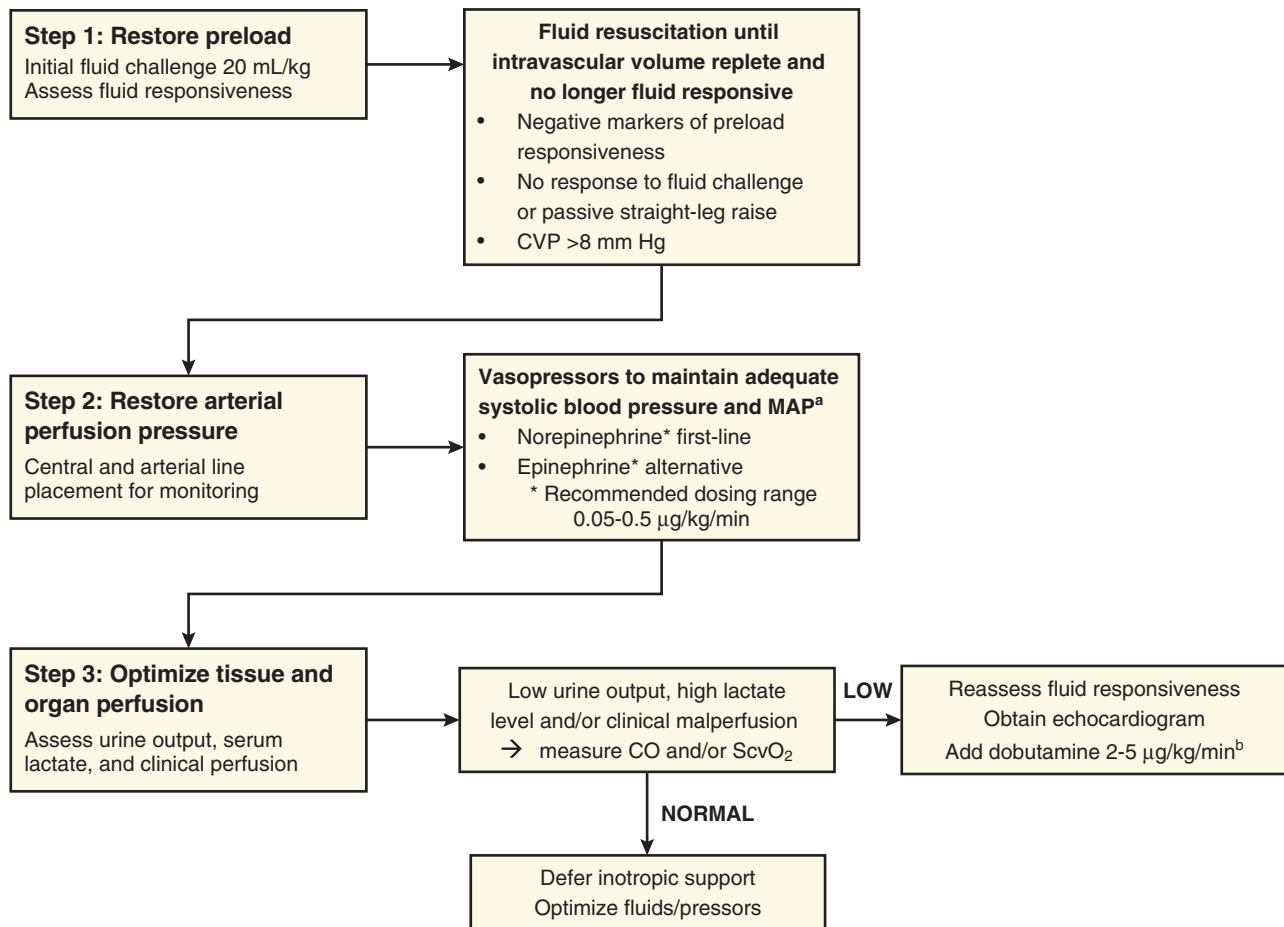 Step 1: Restore preload
Initial fluid challenge 20 mL/kg
Assess fluid responsiveness
Fluid resuscitation until
intravascular volume replete and
no longer fluid responsive
• Negative markers of preload
responsiveness
• No response to fluid challenge
or passive straight-leg raise
• CVP >8 mm Hg
Step 2: Restore arterial
perfusion pressure
Central and arterial line
placement for monitoring
Vasopressors to maintain adequate
systolic blood pressure and MAPᵃ
• Norepinephrine* first-line
• Epinephrine* alternative
* Recommended dosing range
0.05-0.5 μg/kg/min
Step 3: Optimize tissue and
organ perfusion
Assess urine output, serum
lactate, and clinical perfusion
Low urine output, high lactate
level and/or clinical malperfusion
→ measure CO and/or ScvO₂
LOW
Reassess fluid responsiveness
Obtain echocardiogram
Add dobutamine 2-5 μg/kg/minᵇ
NORMAL
Defer inotropic support
Optimize fluids/pressors